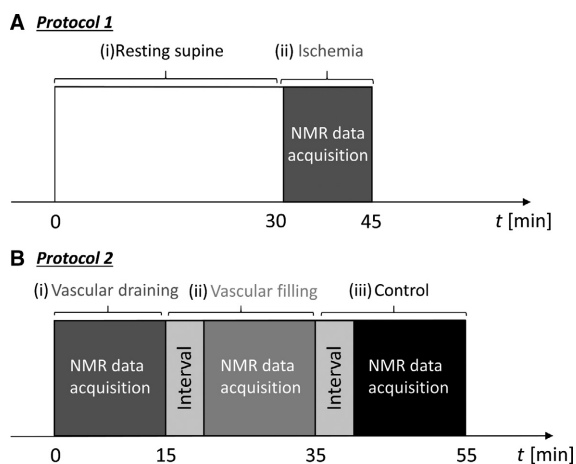 A Protocol 1
(i)Resting supine (ii) Ischemia
NMR data
acquisition
0 30 45 t [min]
B Protocol 2
(i) Vascular draining (ii) Vascular filling (iii) Control
NMR data
acquisition
Interval
NMR data
acquisition
Interval
NMR data
acquisition
0 15 35 55 t [min]